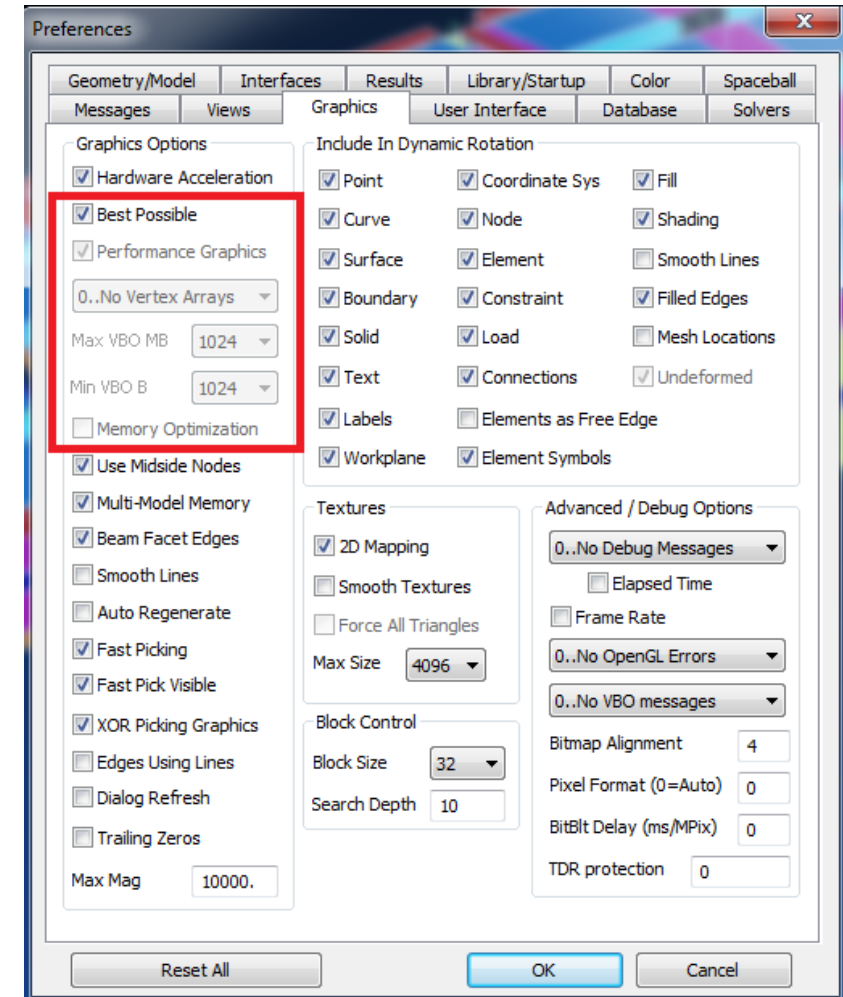 Preferences
Geometry/Model Interfaces Results Library/Startup Color Spaceball
Messages Views Graphics User Interface Database Solvers
Graphics Options
Hardware Acceleration
Best Possible
Performance Graphics
0..No Vertex Arrays
Max VBO MB 1024
Min VBO B 1024
Memory Optimization
Use Midside Nodes
Multi-Model Memory
Beam Facet Edges
Smooth Lines
Auto Regenerate
Fast Picking
Fast Pick Visible
XOR Picking Graphics
Edges Using Lines
Dialog Refresh
Trailing Zeros
Max Mag 10000.
Include In Dynamic Rotation
Point Coordinate Sys Fill
Curve Node Shading
Surface Element Smooth Lines
Boundary Constraint Filled Edges
Solid Load Mesh Locations
Text Connections Undeformed
Labels Elements as Free Edge
Workplane Element Symbols
Textures
2D Mapping
Smooth Textures
Force All Triangles
Max Size 4096
Block Control
Block Size 32
Search Depth 10
Advanced / Debug Options
0..No Debug Messages
Elapsed Time
Frame Rate
0..No OpenGL Errors
0..No VBO messages
Bitmap Alignment 4
Pixel Format (0=Auto) 0
BitBlt Delay (ms/MPix) 0
TDR protection 0
Reset All OK Cancel